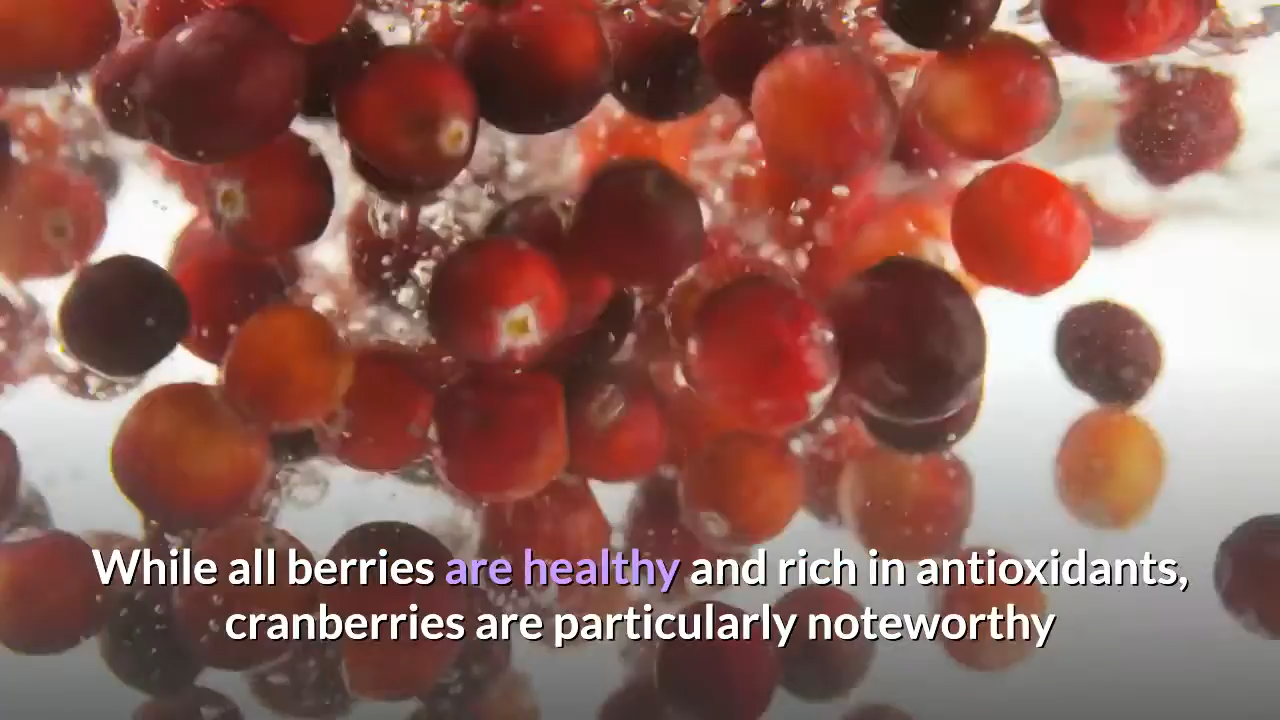 While all berries are healthy and rich in antioxidants,
cranberries are particularly noteworthy